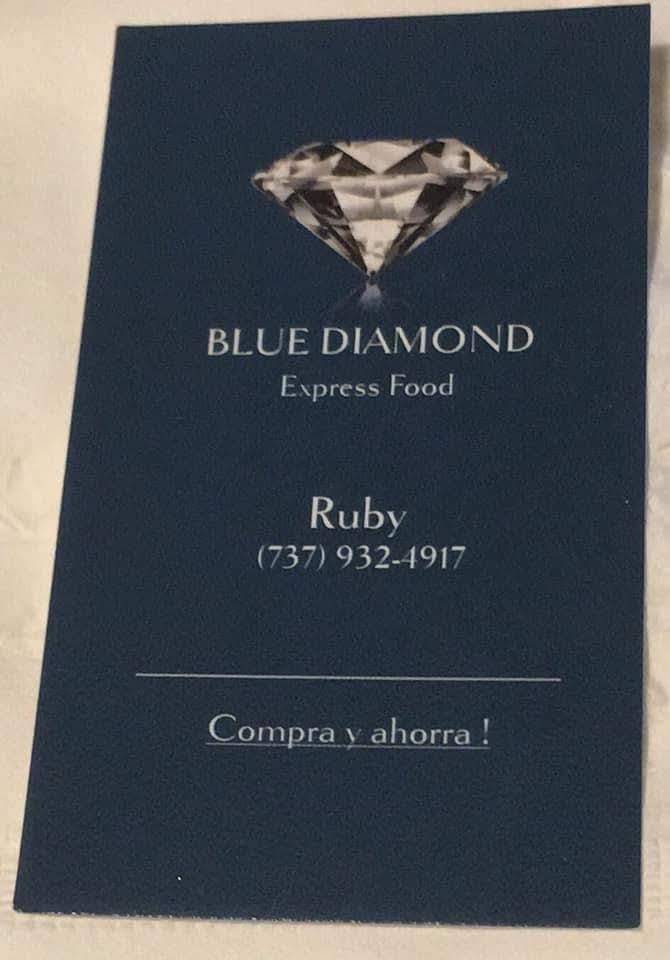 BLUE DIAMOND
Express Food
Ruby
(737) 932-4917
Compra y ahorra !